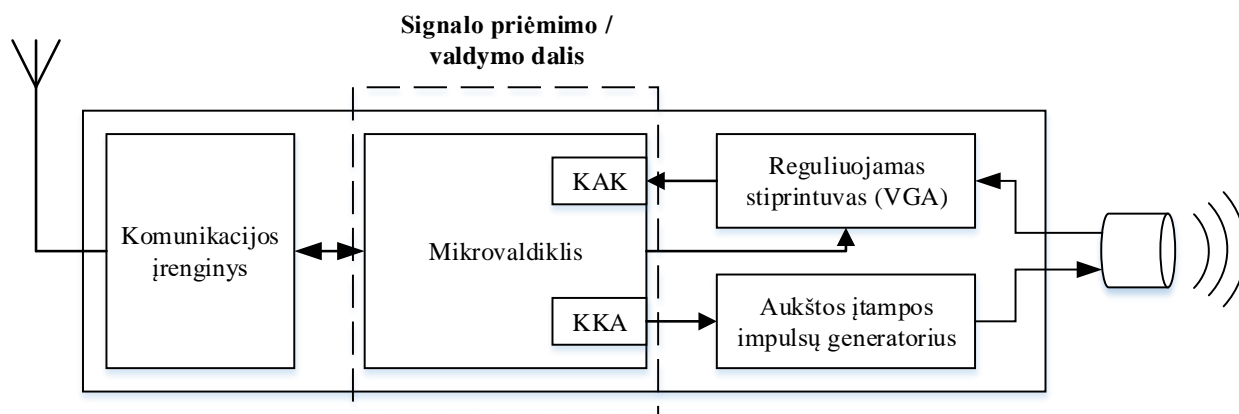 Signalo priėmimo /
valdymo dalis
Komunikacijos
įrenginys
Mikrovaldiklis
KAK
KKA
Reguliuojamas
stiprintuvas (VGA)
Aukštos įtampos
impulsų generatorius